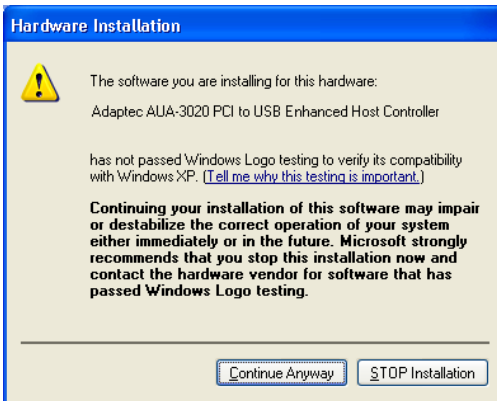 Hardware Installation
The software you are installing for this hardware:
Adaptec AUA-3020 PCI to USB Enhanced Host Controller
has not passed Windows Logo testing to verify its compatibility
with Windows XP. (Tell me why this testing is important.)
Continuing your installation of this software may impair
or destabilize the correct operation of your system
either immediately or in the future. Microsoft strongly
recommends that you stop this installation now and
contact the hardware vendor for software that has
passed Windows Logo testing.
Continue Anyway
STOP Installation